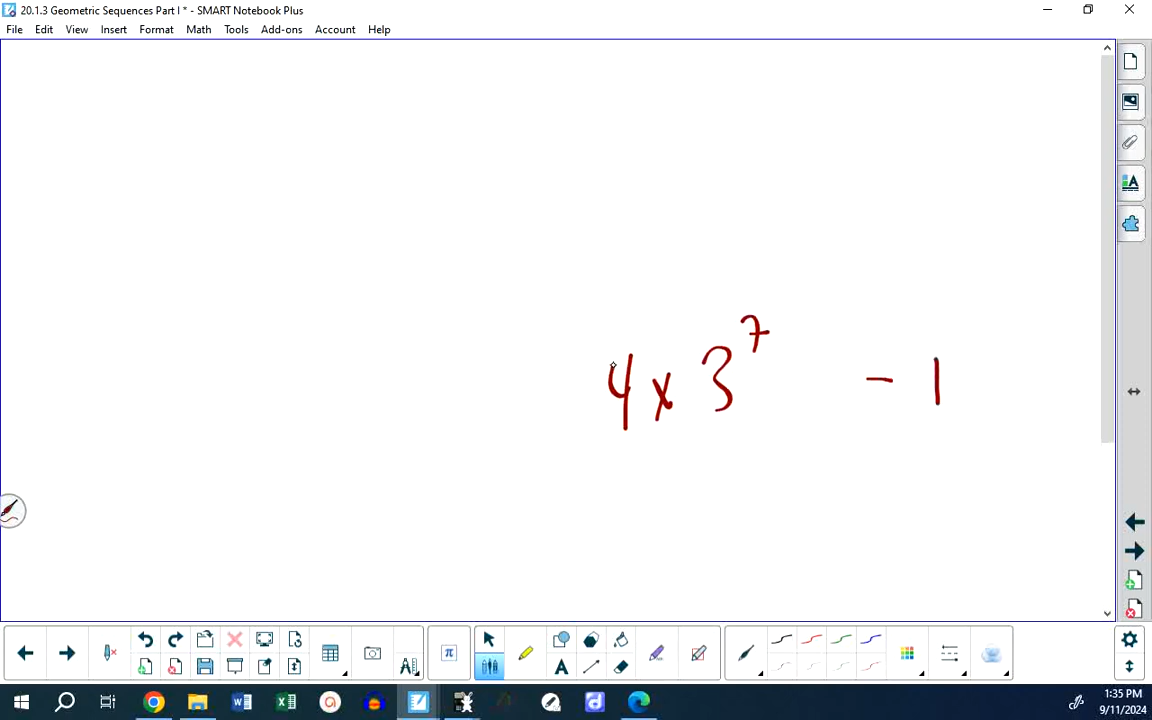 20.1.3 Geometric Sequences Part I * - SMART Notebook Plus
File Edit View Insert Format Math Tools Add-ons Account Help
4 x 3⁷ - 1
1:35 PM
9/11/2024